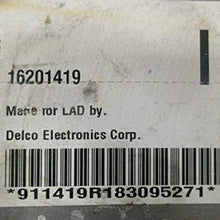 16201419
Made for LAD by.
Delco Electronics Corp.
*911419R183095271*